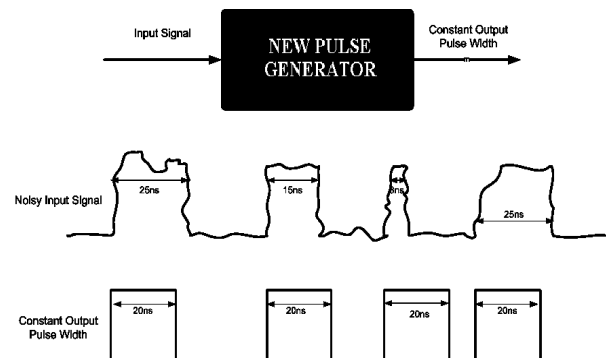 Input Signal
NEW PULSE
GENERATOR
Constant Output
Pulse Width
Noisy Input Signal
25ns
15ns
25ns
Constant Output
Pulse Width
20ns
20ns
20ns
20ns